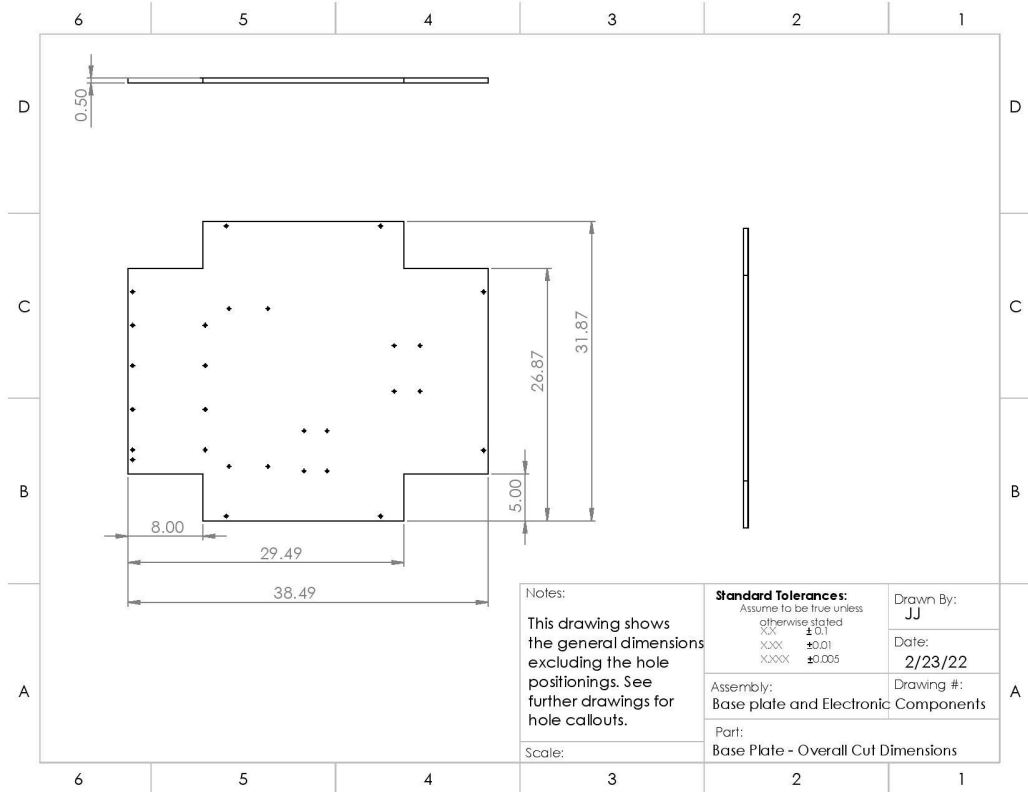 6 5 4 3 2 1
0.50
D D
C C
31.87
26.87
B B
5.00
8.00
29.49
38.49
Notes:
This drawing shows
the general dimensions
excluding the hole
positionings. See
further drawings for
hole callouts.
Scale:
Standard Tolerances:
Assume to be true unless
otherwise stated
X.X ± 0.1
X.XX ±0.01
X.XXX ±0.005
Drawn By:
JJ
Date:
2/23/22
Assembly:
Base plate and Electronic Components
Drawing #:
Part:
Base Plate - Overall Cut Dimensions
A A
6 5 4 3 2 1